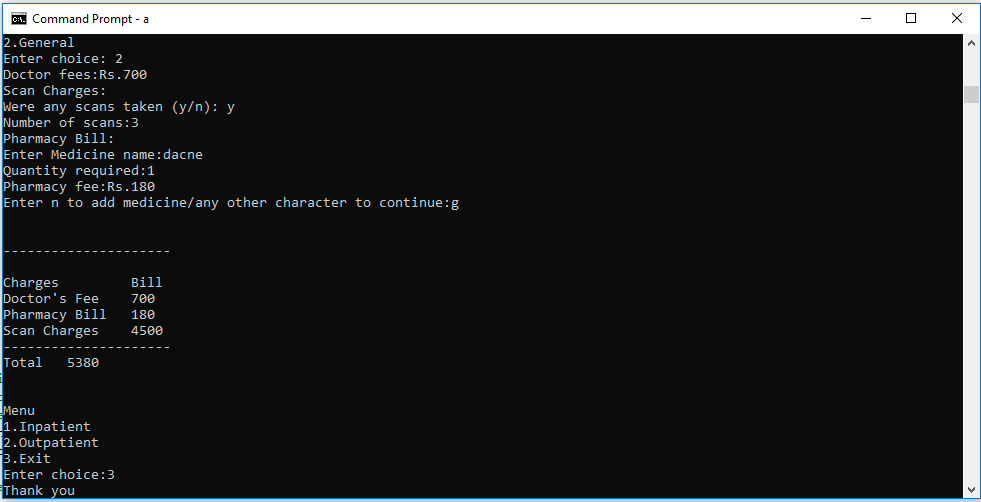 Command Prompt - a
2.General
Enter choice: 2
Doctor fees:Rs.700
Scan Charges:
Were any scans taken (y/n): y
Number of scans:3
Pharmacy Bill:
Enter Medicine name:dacne
Quantity required:1
Pharmacy fee:Rs.180
Enter n to add medicine/any other character to continue:g
---------------------
Charges         Bill
Doctor's Fee    700
Pharmacy Bill   180
Scan Charges    4500
---------------------
Total   5380
Menu
1.Inpatient
2.Outpatient
3.Exit
Enter choice:3
Thank you